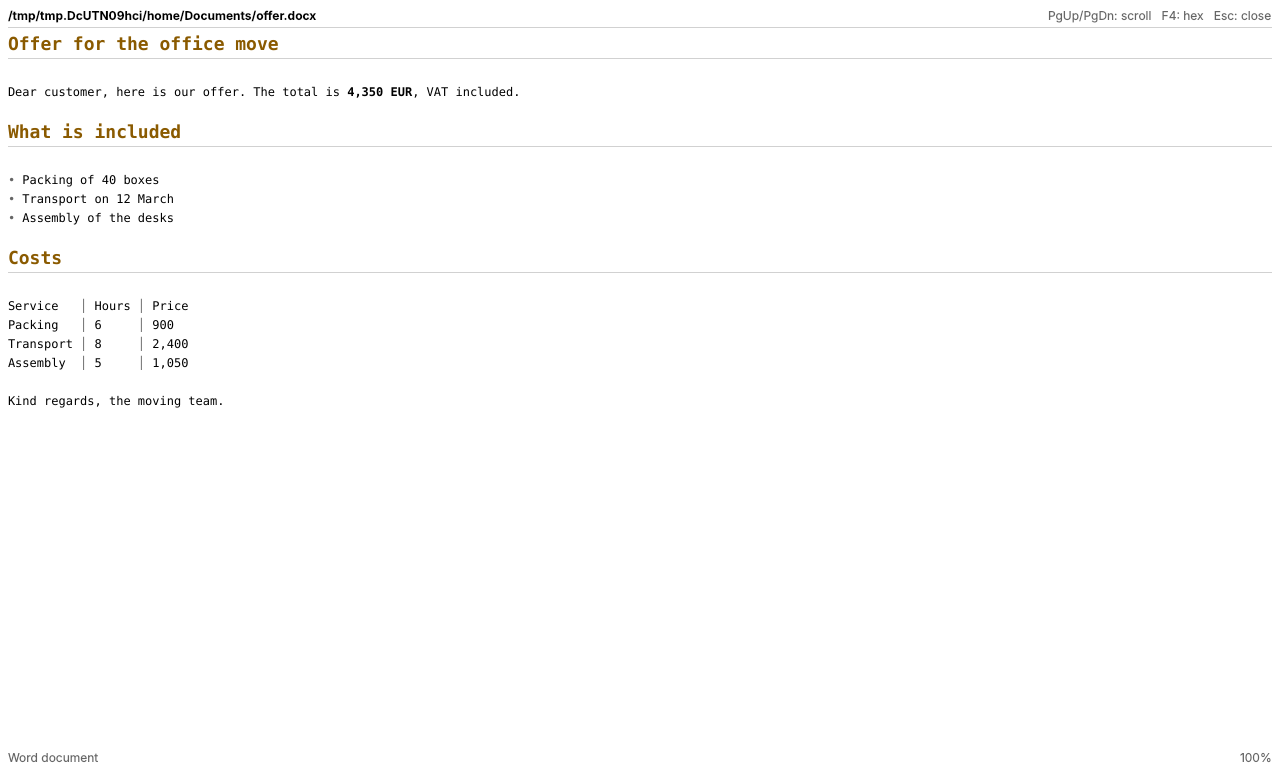 /tmp/tmp.DcUTN09hci/home/Documents/offer.docx PgUp/PgDn: scroll F4: hex Esc: close
Offer for the office move
Dear customer, here is our offer. The total is 4,350 EUR, VAT included.
What is included
• Packing of 40 boxes
• Transport on 12 March
• Assembly of the desks
Costs
Service │ Hours │ Price
Packing │ 6 │ 900
Transport │ 8 │ 2,400
Assembly │ 5 │ 1,050
Kind regards, the moving team.
Word document 100%